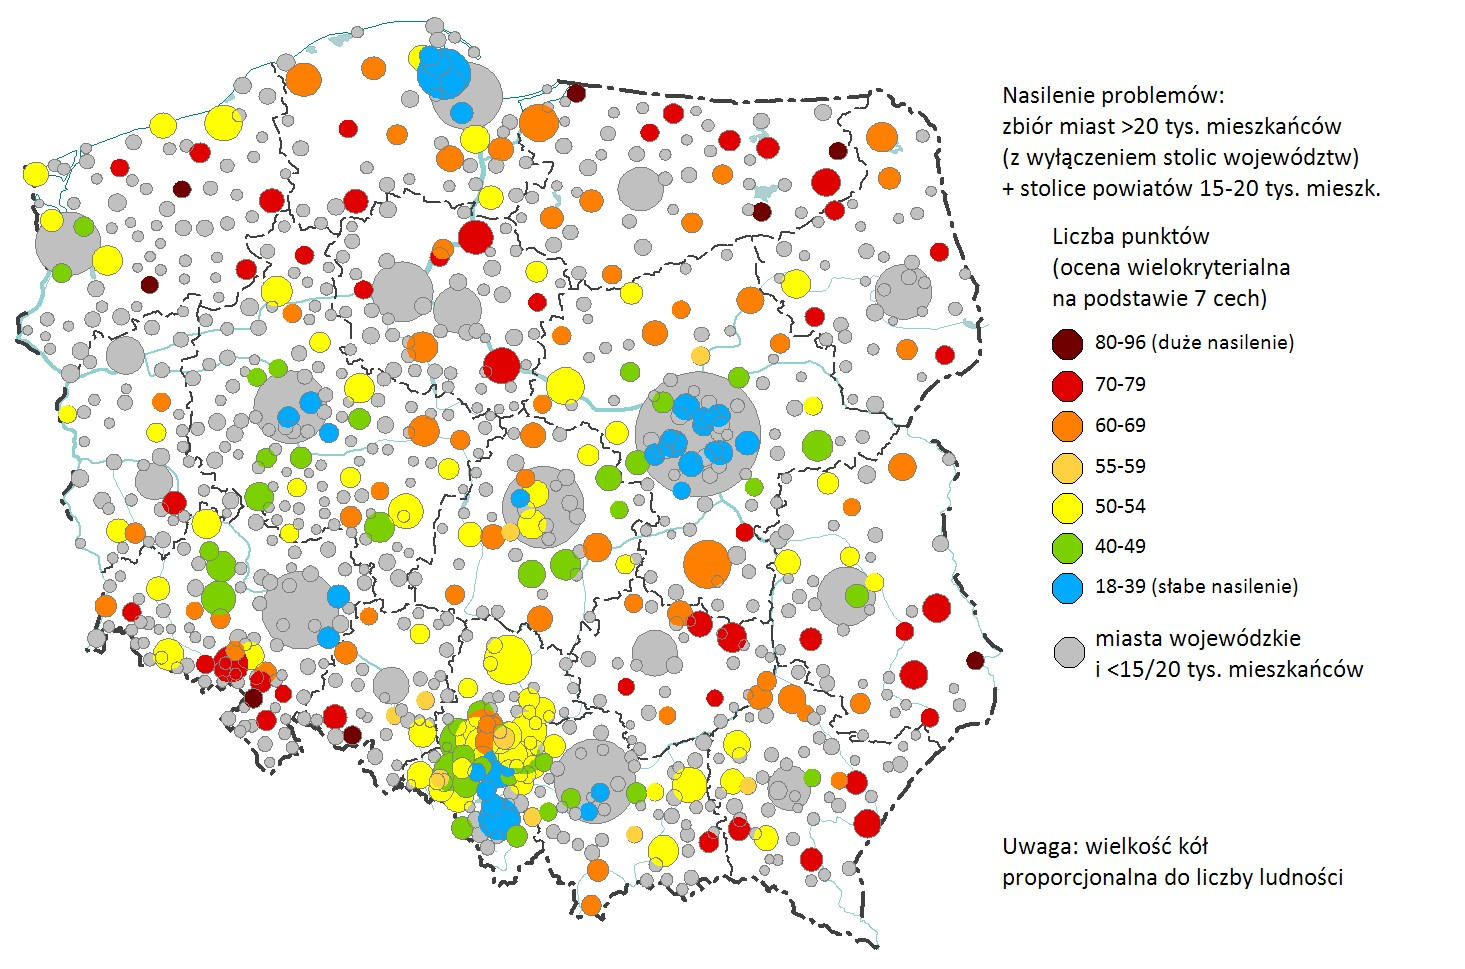 Nasilenie problemów:
zbiór miast >20 tys. mieszkańców
(z wyłączeniem stolic województw)
+ stolice powiatów 15-20 tys. mieszk.
Liczba punktów
(ocena wielokryterialna
na podstawie 7 cech)
80-96 (duże nasilenie)
70-79
60-69
55-59
50-54
40-49
18-39 (słabe nasilenie)
miasta wojewódzkie
i <15/20 tys. mieszkańców
Uwaga: wielkość kół
proporcjonalna do liczby ludności